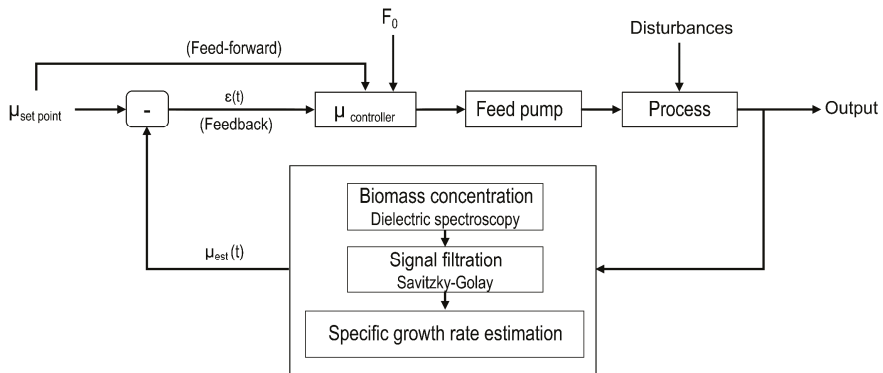 F0
(Feed-forward)
Disturbances
μset point
-
ε(t)
(Feedback)
μ controller
Feed pump
Process
Output
Biomass concentration
Dielectric spectroscopy
μest (t)
Signal filtration
Savitzky-Golay
Specific growth rate estimation